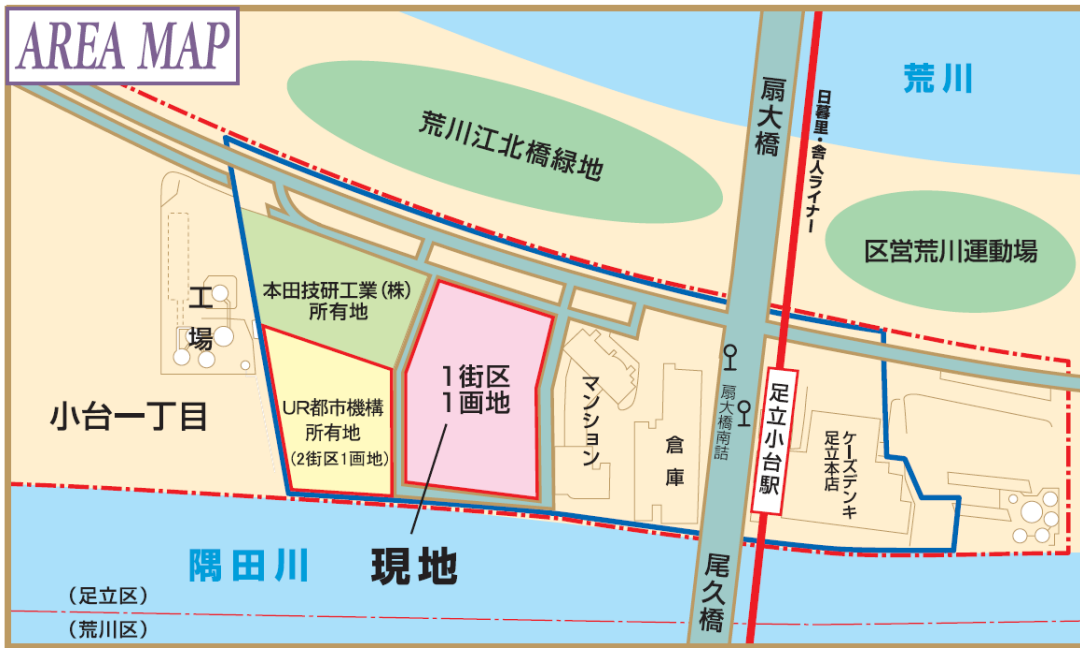 AREA MAP
荒川
扇大橋
日暮里・舎人ライナー
荒川江北橋緑地
区営荒川運動場
本田技研工業(株)
所有地
工場
1街区
1画地
マンション
倉庫
扇大橋南詰
足立小台駅
ケーズデンキ
足立本店
小台一丁目
UR都市機構
所有地
(2街区1画地)
隅田川
現地
尾久橋
(足立区)
(荒川区)